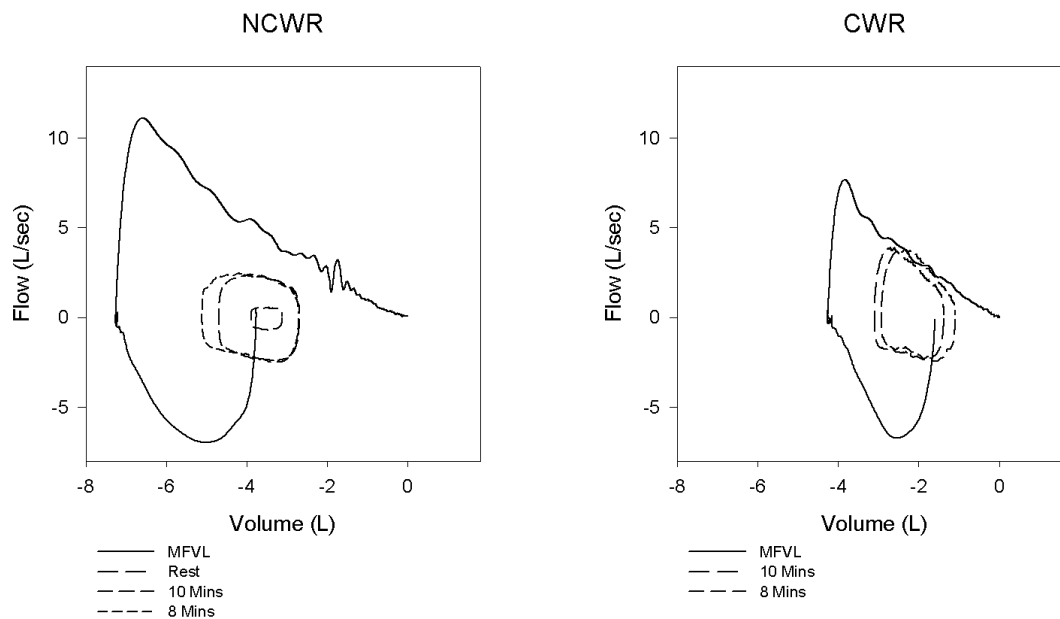 NCWR
CWR
10
5
0
-5
Flow (L/sec)
-8 -6 -4 -2 0
Volume (L)
MFVL
Rest
10 Mins
8 Mins
10
5
0
-5
Flow (L/sec)
-8 -6 -4 -2 0
Volume (L)
MFVL
10 Mins
8 Mins